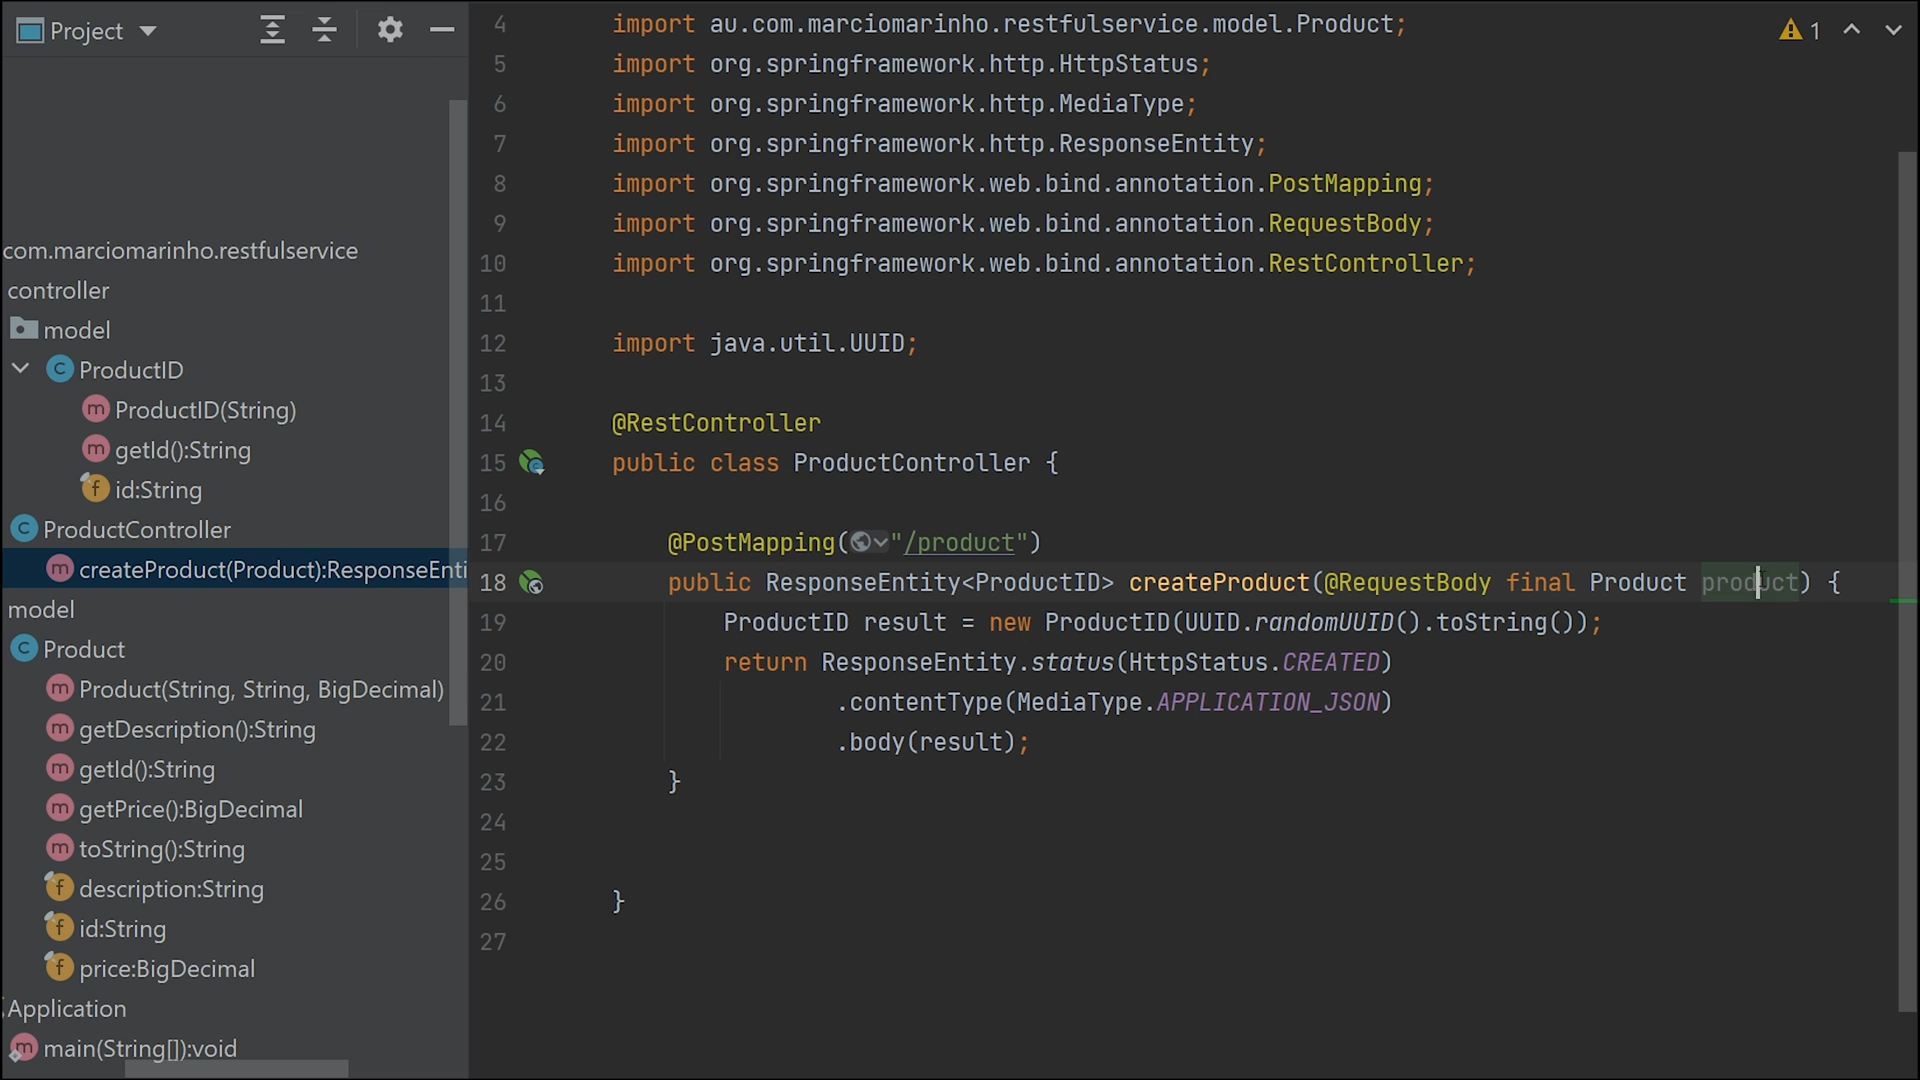 Project
com.marciomarinho.restfulservice
controller
model
ProductID
ProductID(String)
getId():String
id:String
ProductController
createProduct(Product):ResponseEnti
model
Product
Product(String, String, BigDecimal)
getDescription():String
getId():String
getPrice():BigDecimal
toString():String
description:String
id:String
price:BigDecimal
Application
main(String[]):void
1
4 import au.com.marciomarinho.restfulservice.model.Product;
5 import org.springframework.http.HttpStatus;
6 import org.springframework.http.MediaType;
7 import org.springframework.http.ResponseEntity;
8 import org.springframework.web.bind.annotation.PostMapping;
9 import org.springframework.web.bind.annotation.RequestBody;
10 import org.springframework.web.bind.annotation.RestController;
11
12 import java.util.UUID;
13
14 @RestController
15 public class ProductController {
16
17 @PostMapping("/product")
18 public ResponseEntity<ProductID> createProduct(@RequestBody final Product product) {
19 ProductID result = new ProductID(UUID.randomUUID().toString());
20 return ResponseEntity.status(HttpStatus.CREATED)
21 .contentType(MediaType.APPLICATION_JSON)
22 .body(result);
23 }
24
25
26 }
27